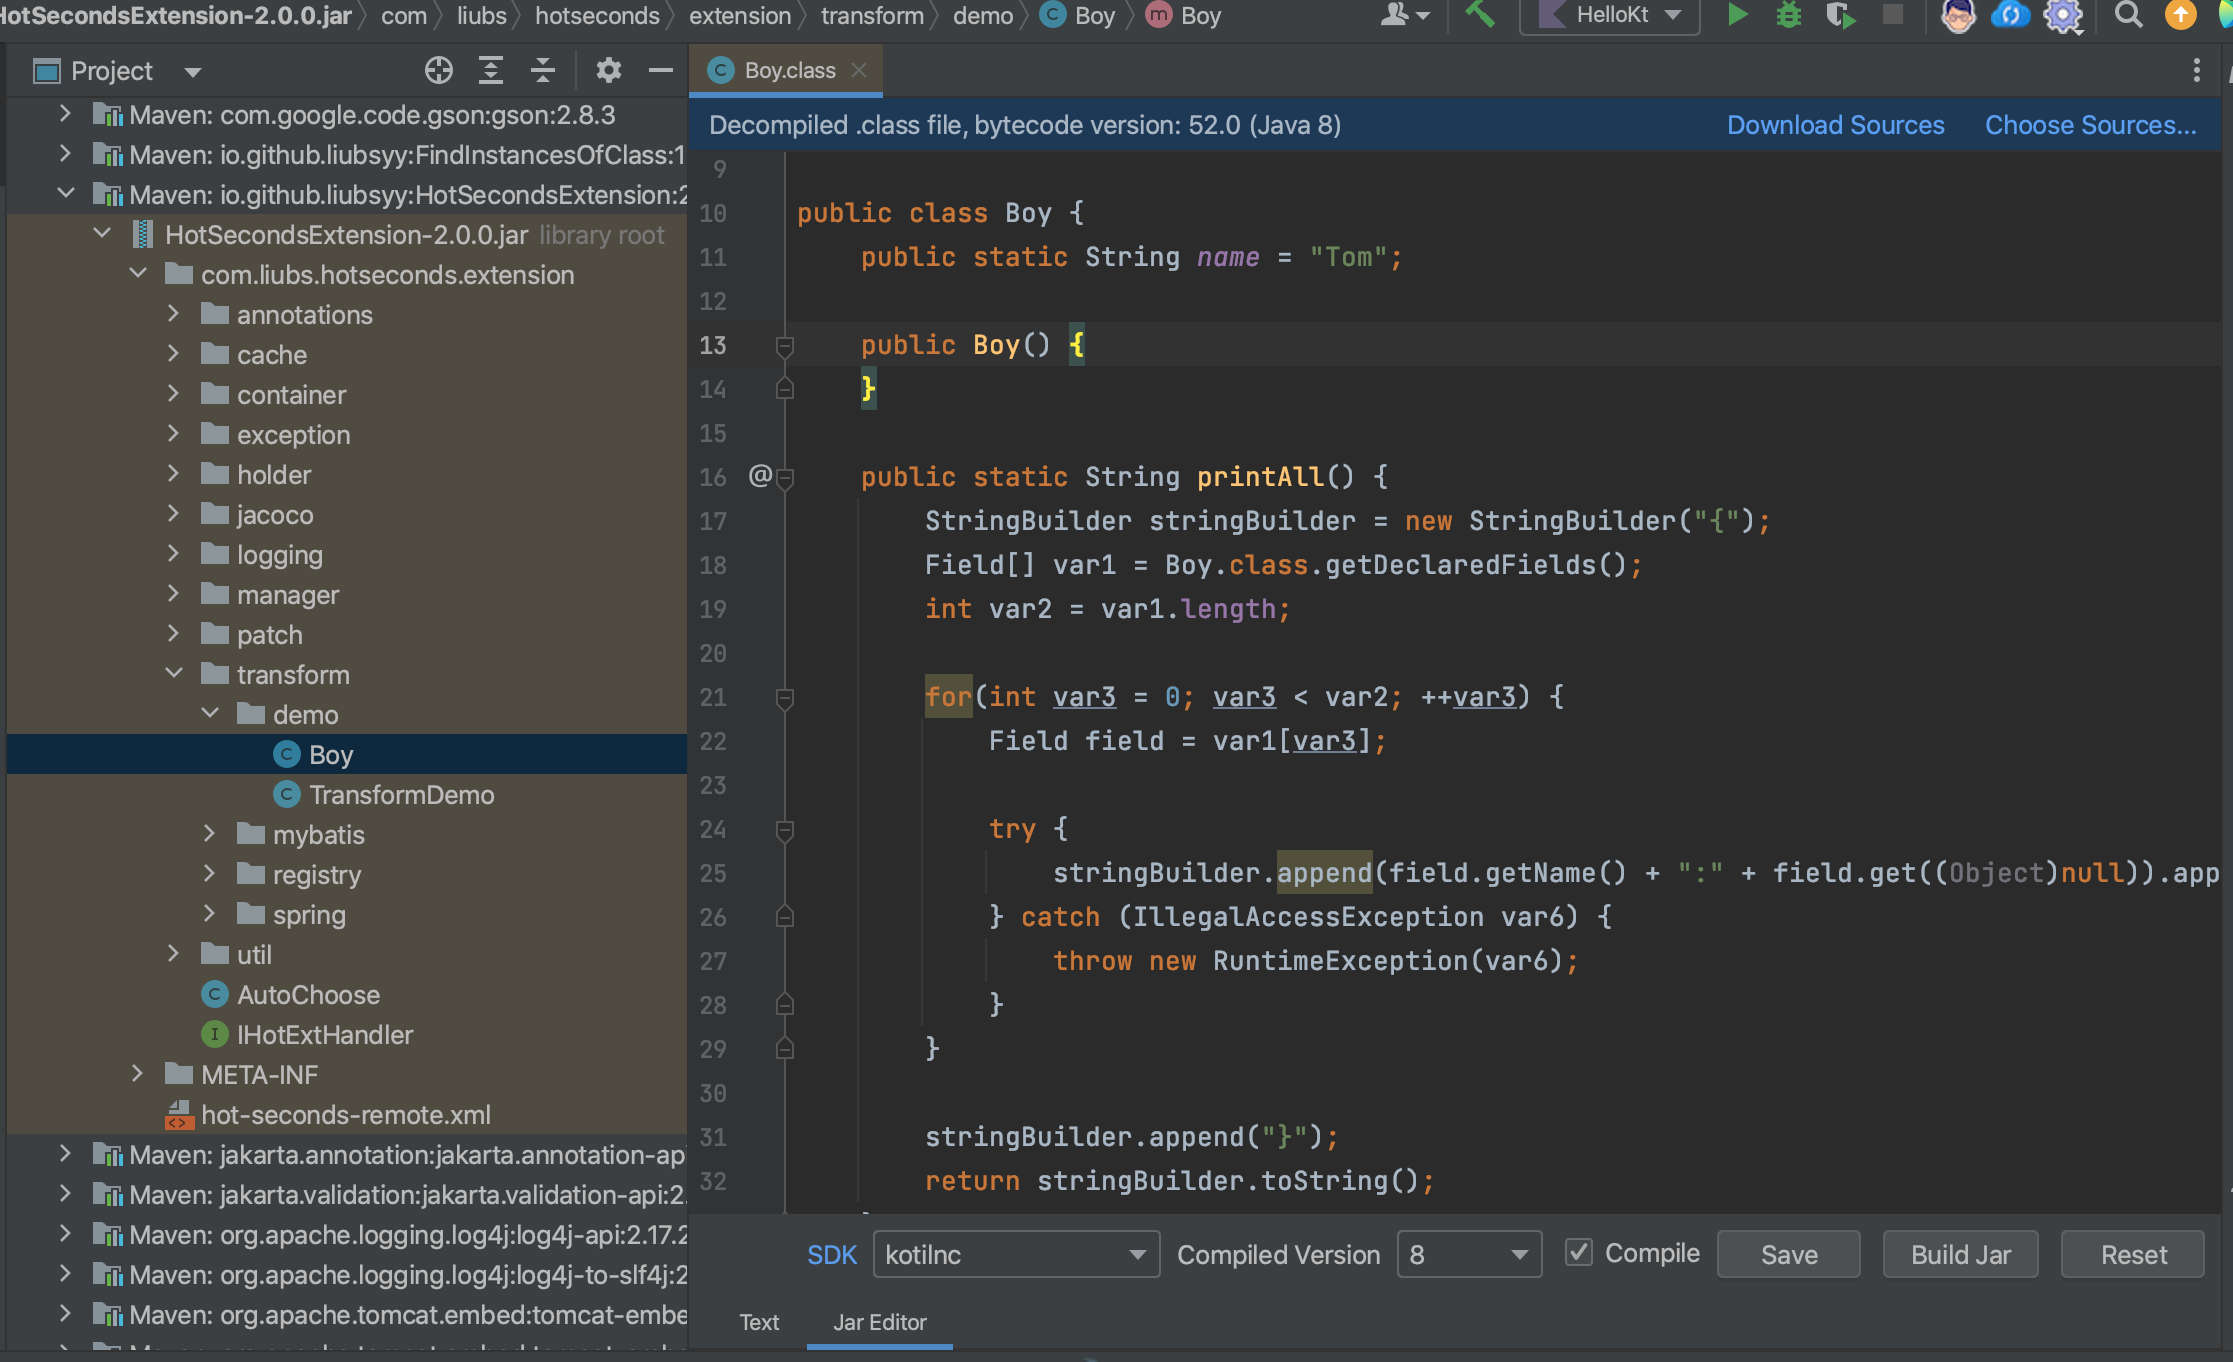 HotSecondsExtension-2.0.0.jar com liubs hotseconds extension transform demo Boy Boy HelloKt
Project
Maven: com.google.code.gson:gson:2.8.3
Maven: io.github.liubsyy:FindInstancesOfClass:1
Maven: io.github.liubsyy:HotSecondsExtension:2
HotSecondsExtension-2.0.0.jar library root
com.liubs.hotseconds.extension
annotations
cache
container
exception
holder
jacoco
logging
manager
patch
transform
demo
Boy
TransformDemo
mybatis
registry
spring
util
AutoChoose
IHotExtHandler
META-INF
hot-seconds-remote.xml
Maven: jakarta.annotation:jakarta.annotation-ap
Maven: jakarta.validation:jakarta.validation-api:2.
Maven: org.apache.logging.log4j:log4j-api:2.17.2
Maven: org.apache.logging.log4j:log4j-to-slf4j:2
Maven: org.apache.tomcat.embed:tomcat-embe
Boy.class
Decompiled .class file, bytecode version: 52.0 (Java 8) Download Sources Choose Sources...
9
10 public class Boy {
11 public static String name = "Tom";
12
13 public Boy() {
14 }
15
16 @ public static String printAll() {
17 StringBuilder stringBuilder = new StringBuilder("{");
18 Field[] var1 = Boy.class.getDeclaredFields();
19 int var2 = var1.length;
20
21 for(int var3 = 0; var3 < var2; ++var3) {
22 Field field = var1[var3];
23
24 try {
25 stringBuilder.append(field.getName() + ":" + field.get((Object)null)).app
26 } catch (IllegalAccessException var6) {
27 throw new RuntimeException(var6);
28 }
29 }
30
31 stringBuilder.append("}");
32 return stringBuilder.toString();
SDK kotilnc Compiled Version 8 Compile Save Build Jar Reset
Text Jar Editor